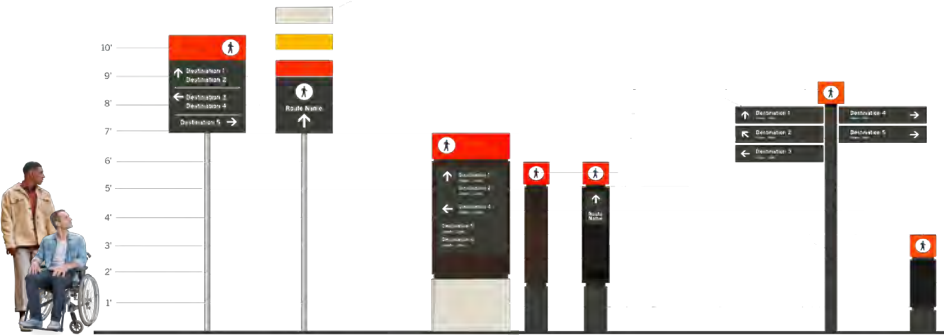 10'
9'
8'
7'
6'
5'
4'
3'
2'
1'
Destination 1
Destination 2
Destination 3
Destination 4
Destination 5
Route Name
Destination 1
Destination 2
Destination 4
Destination 5
Destination 6
Route
Name
Destination 1
Destination 2
Destination 3
Destination 4
Destination 5